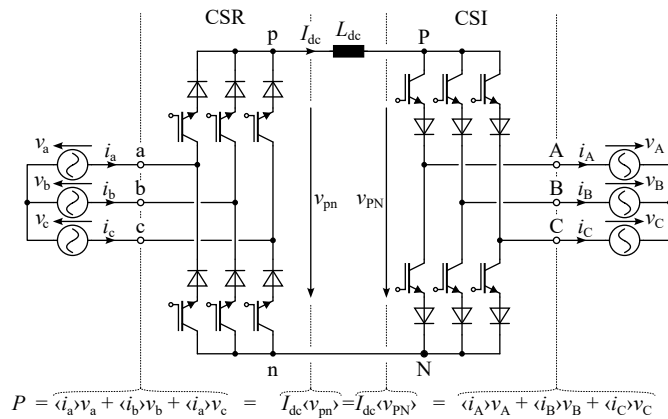 CSR CSI
p I_dc L_dc P
v_a i_a a A i_A v_A
v_b i_b b v_pn v_PN B i_B v_B
v_c i_c c C i_C v_C
n N
P = ‹i_a›v_a + ‹i_b›v_b + ‹i_a›v_c = I_dc‹v_pn› = I_dc‹v_PN› = ‹i_A›v_A + ‹i_B›v_B + ‹i_C›v_C